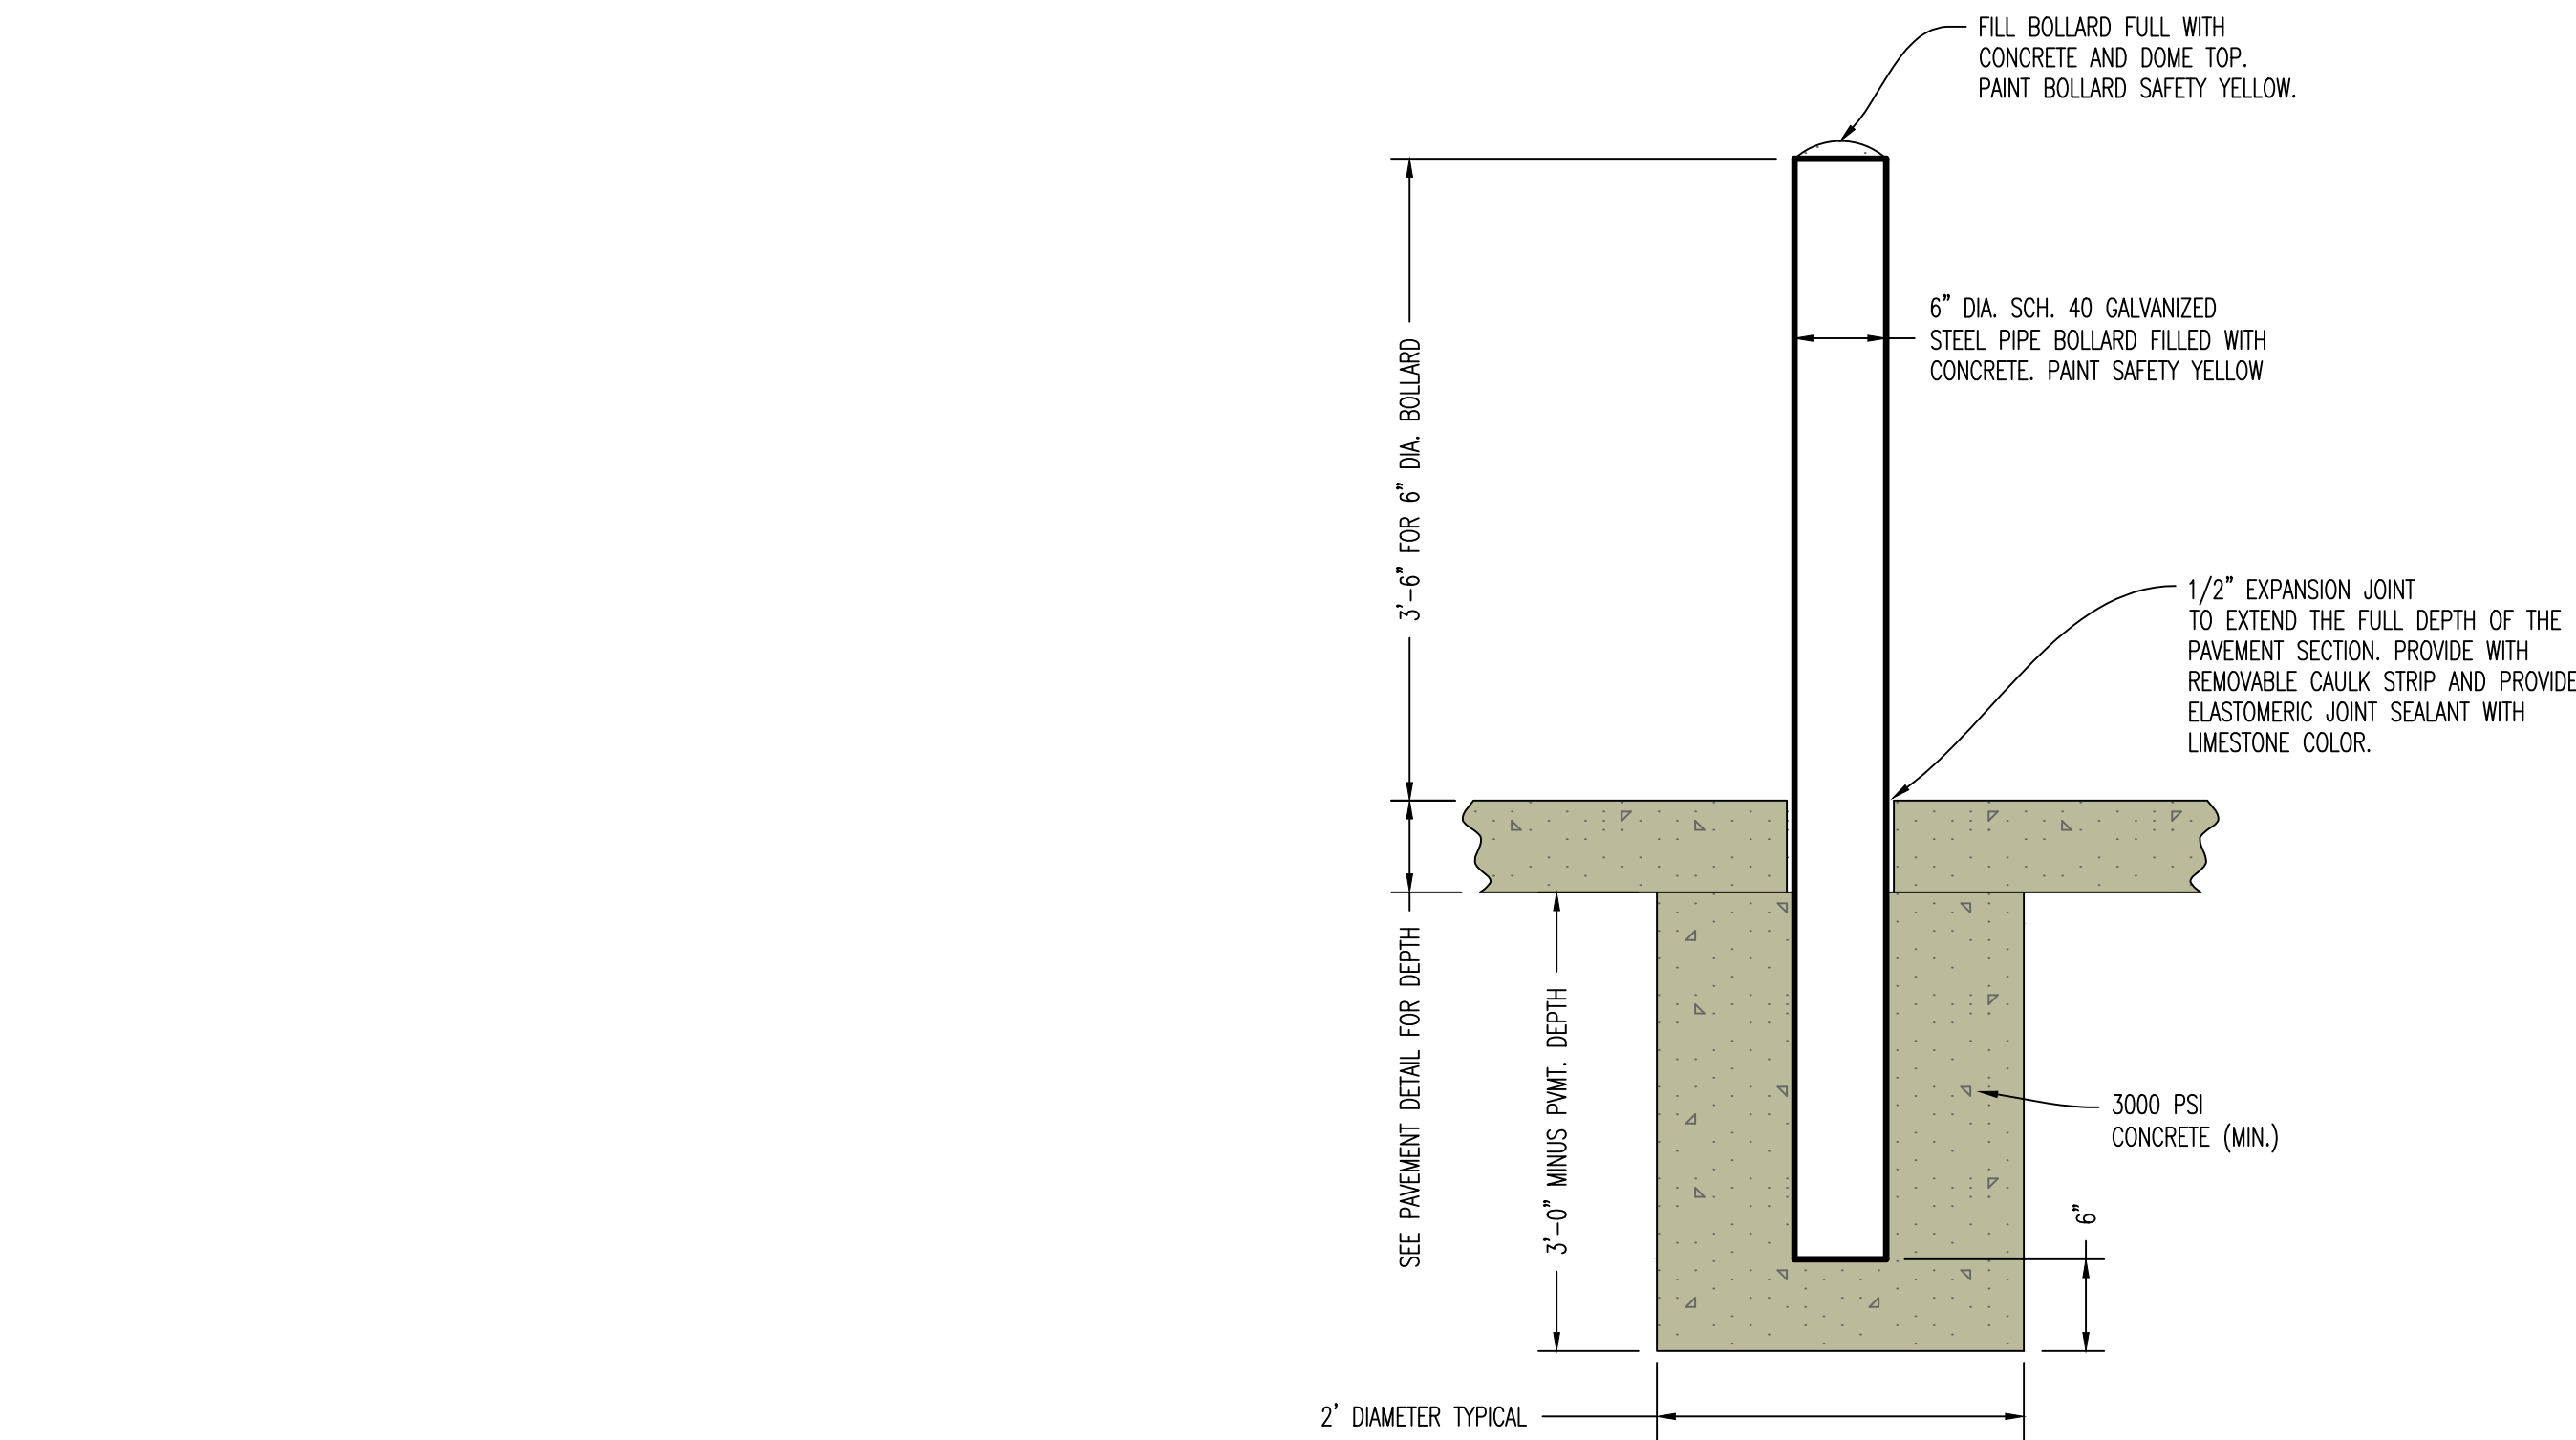 FILL BOLLARD FULL WITH
CONCRETE AND DOME TOP.
PAINT BOLLARD SAFETY YELLOW.
6" DIA. SCH. 40 GALVANIZED
STEEL PIPE BOLLARD FILLED WITH
CONCRETE. PAINT SAFETY YELLOW
3'-6" FOR 6" DIA. BOLLARD
1/2" EXPANSION JOINT
TO EXTEND THE FULL DEPTH OF THE
PAVEMENT SECTION. PROVIDE WITH
REMOVABLE CAULK STRIP AND PROVIDE
ELASTOMERIC JOINT SEALANT WITH
LIMESTONE COLOR.
SEE PAVEMENT DETAIL FOR DEPTH
3'-0" MINUS PVMT. DEPTH
3000 PSI
CONCRETE (MIN.)
6"
2' DIAMETER TYPICAL